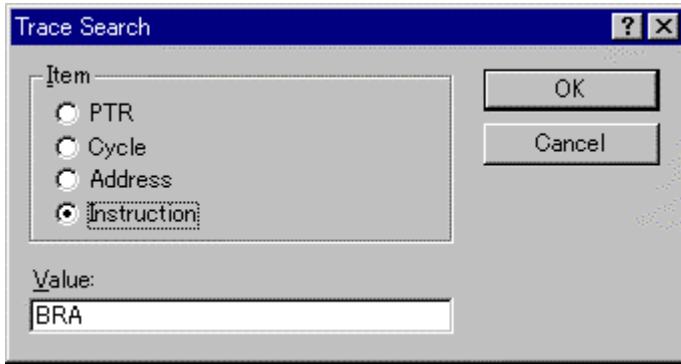 Trace Search
Item
PTR
Cycle
Address
Instruction
OK
Cancel
Value:
BRA